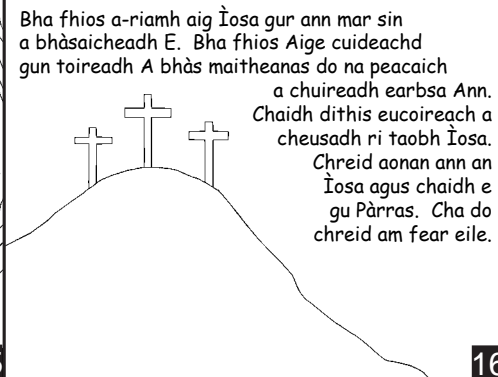 Bha fhios a-riamh aig Ìosa gur ann mar sin
a bhàsaicheadh E.  Bha fhios Aige cuideachd
gun toireadh A bhàs maitheanas do na peacaich
a chuireadh earbsa Ann.
Chaidh dithis eucoireach a
cheusadh ri taobh Ìosa.
Chreid aonan ann an
Ìosa agus chaidh e
gu Pàrras.  Cha do
chreid am fear eile.
16